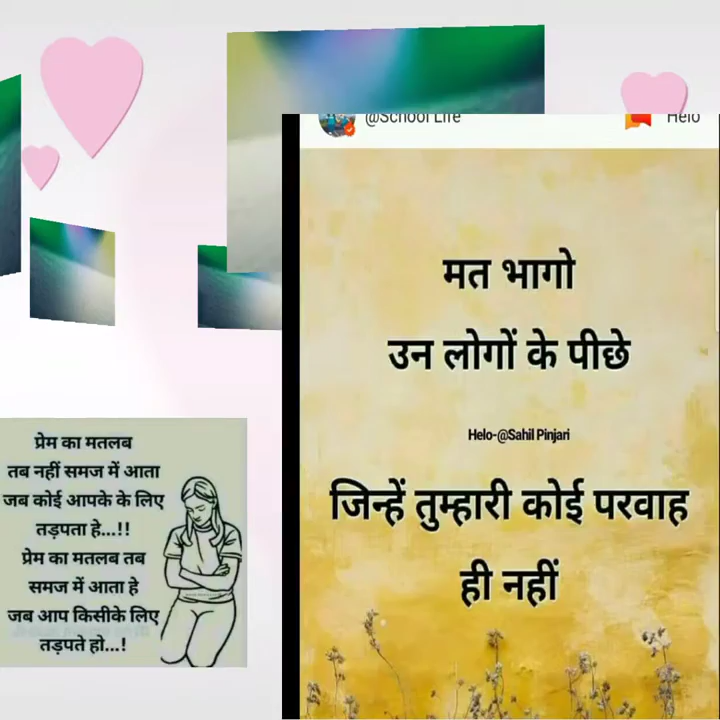 @School Life
Helo
मत भागो
उन लोगों के पीछे
Helo-@Sahil Pinjari
जिन्हें तुम्हारी कोई परवाह
ही नहीं
प्रेम का मतलब
तब नहीं समज में आता
जब कोई आपके के लिए
तड़पता हे...!!
प्रेम का मतलब तब
समज में आता हे
जब आप किसीके लिए
तड़पते हो...!